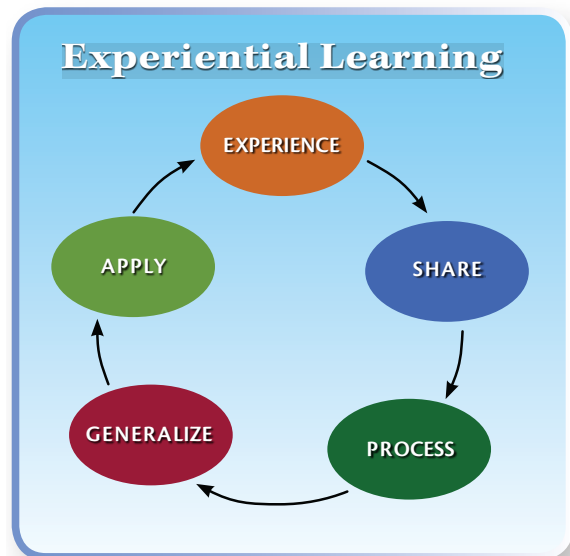 Experiential Learning
EXPERIENCE
SHARE
PROCESS
GENERALIZE
APPLY